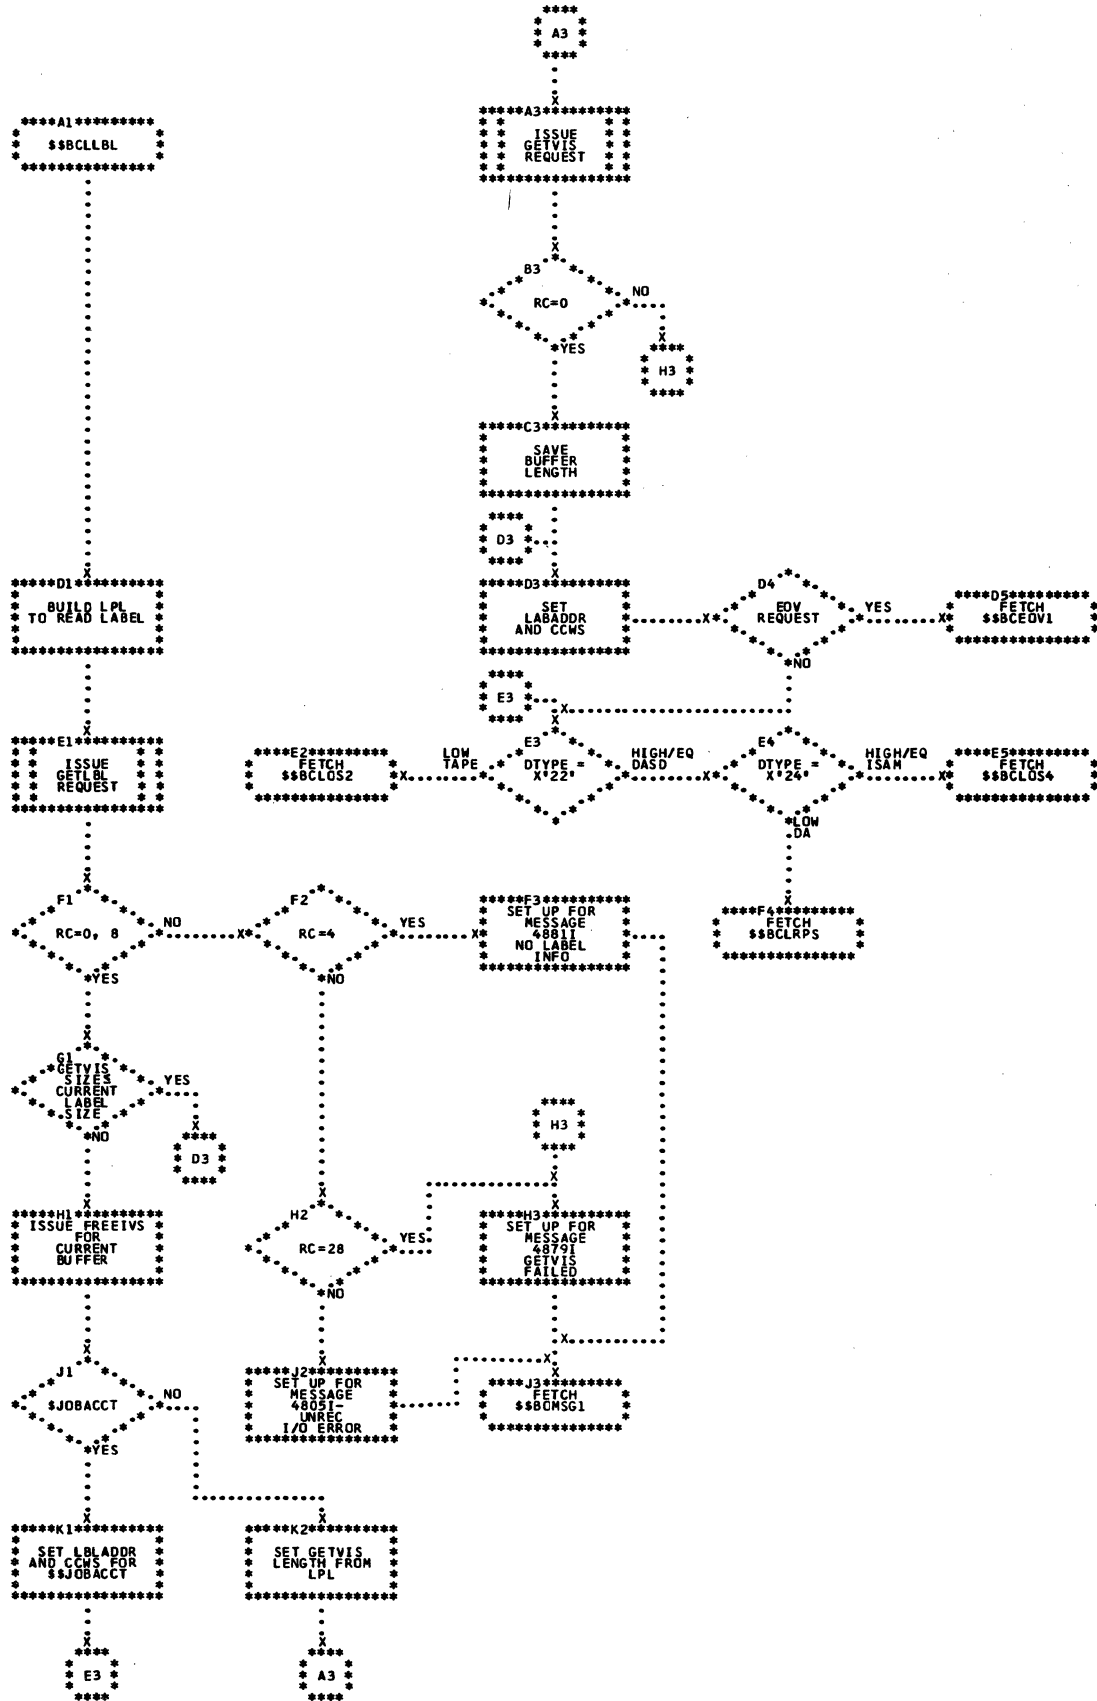 A3
A3
ISSUE
GETVIS
REQUEST
A1
$$BCLLBL
B3
RC=0
NO
YES
H3
C3
SAVE
BUFFER
LENGTH
D3
D1
BUILD LPL
TO READ LABEL
D3
SET
LABADDR
AND CCWS
D4
EOV
REQUEST
YES
NO
D5
FETCH
$$BCEOV1
E3
E1
ISSUE
GETLBL
REQUEST
E2
FETCH
$$BCLOS2
LOW
TAPE
E3
DTYPE =
X'22'
HIGH/EQ
DASD
E4
DTYPE =
X'24'
HIGH/EQ
ISAM
E5
FETCH
$$BCLOS4
LOW
DA
F1
RC=0, 8
NO
YES
F2
RC=4
YES
NO
F3
SET UP FOR
MESSAGE
4881I
NO LABEL
INFO
F4
FETCH
$$BCLRPS
G1
GETVIS
SIZE≤
CURRENT
LABEL
SIZE
YES
NO
D3
H3
H1
ISSUE FREEIVS
FOR
CURRENT
BUFFER
H2
RC=28
YES
NO
H3
SET UP FOR
MESSAGE
4879I
GETVIS
FAILED
J1
$JOBACCT
NO
YES
J2
SET UP FOR
MESSAGE
4805I-
UNREC
I/O ERROR
J3
FETCH
$$BOMSG1
K1
SET LBLADDR
AND CCWS FOR
$$JOBACCT
K2
SET GETVIS
LENGTH FROM
LPL
E3
A3